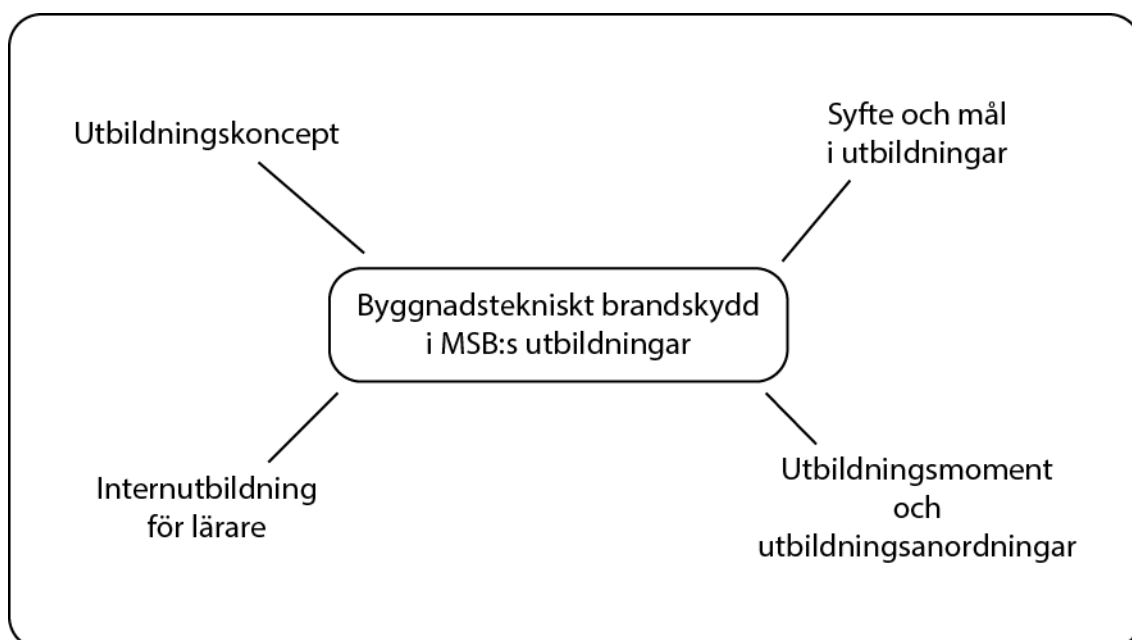 Utbildningskoncept
Syfte och mål
i utbildningar
Byggnadstekniskt brandskydd
i MSB:s utbildningar
Internutbildning
för lärare
Utbildningsmoment
och
utbildningsanordningar